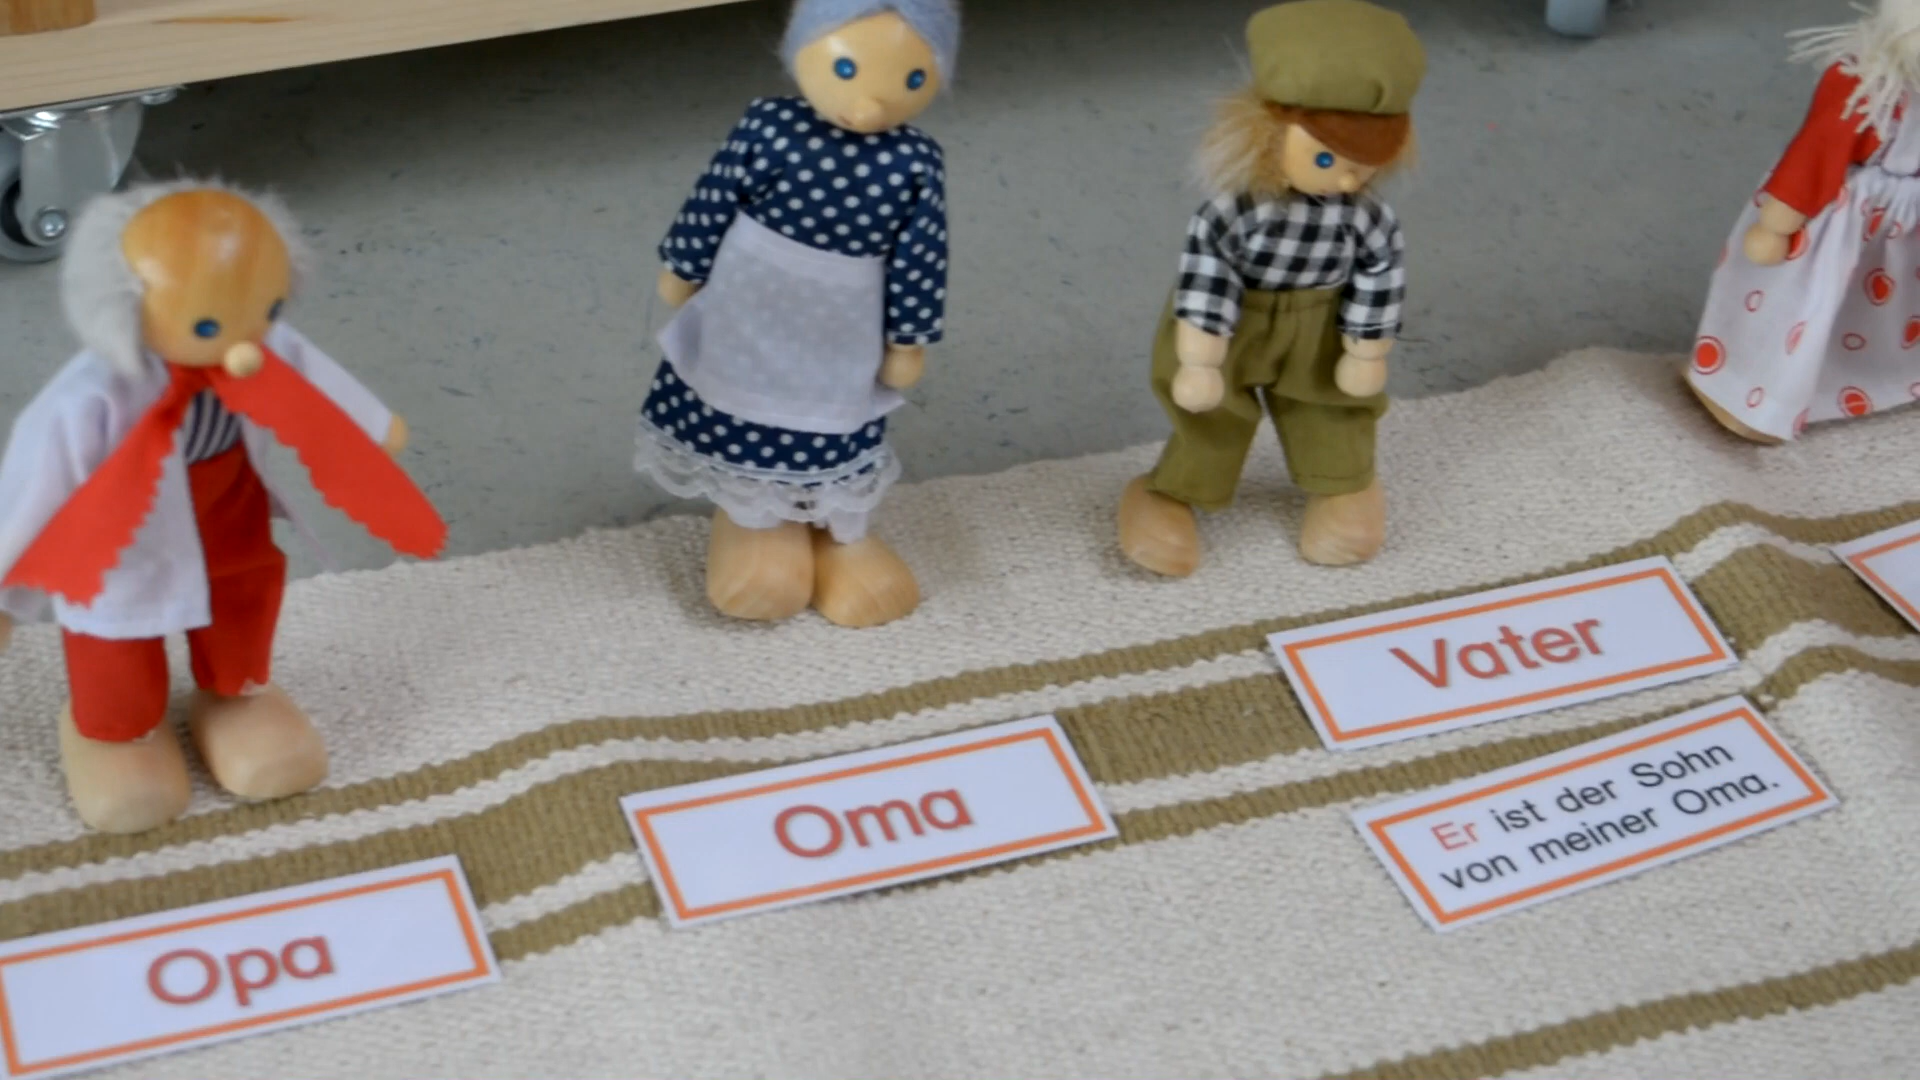 Opa
Oma
Vater
Er ist der Sohn
von meiner Oma.